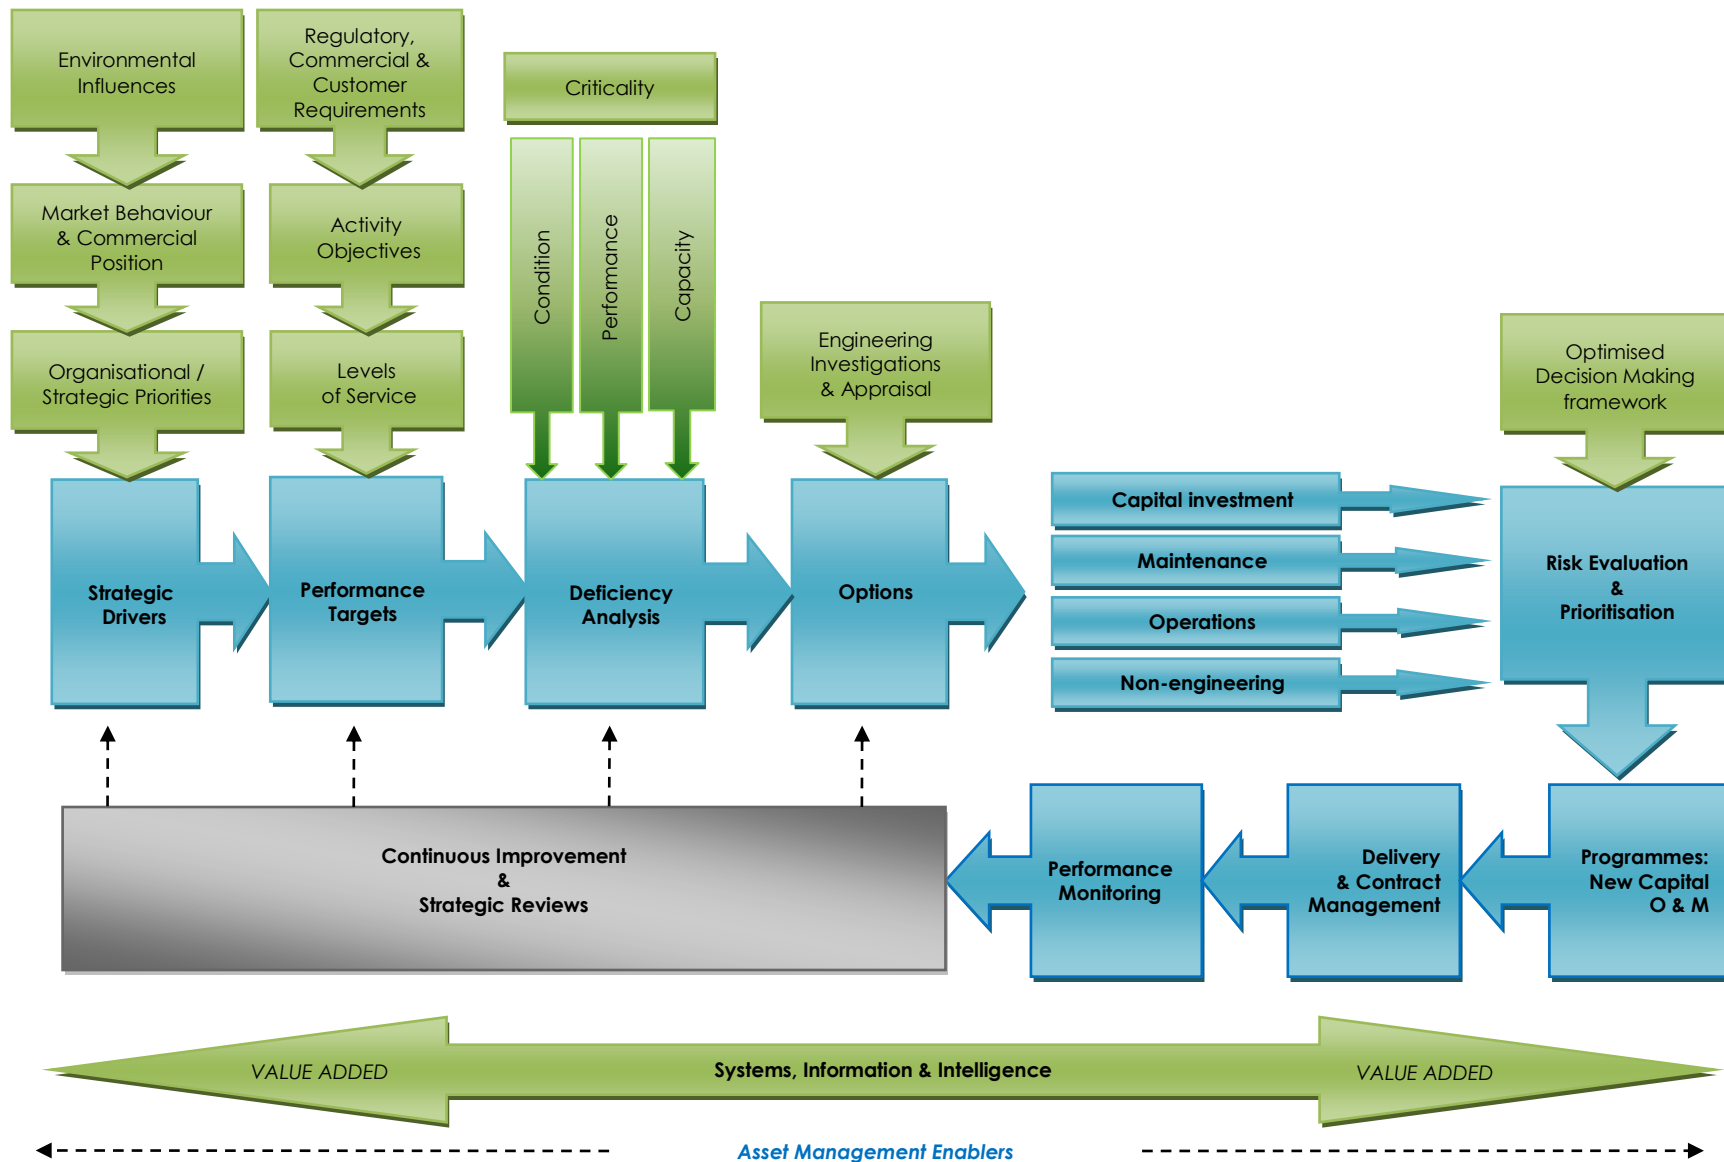 Environmental
Influences
Regulatory,
Commercial &
Customer
Requirements
Criticality
Market Behaviour
& Commercial
Position
Activity
Objectives
Condition
Performance
Capacity
Organisational /
Strategic Priorities
Levels
of Service
Engineering
Investigations
& Appraisal
Optimised
Decision Making
framework
Strategic
Drivers
Performance
Targets
Deficiency
Analysis
Options
Capital investment
Maintenance
Operations
Non-engineering
Risk Evaluation
&
Prioritisation
Continuous Improvement
&
Strategic Reviews
Performance
Monitoring
Delivery
& Contract
Management
Programmes:
New Capital
O & M
VALUE ADDED
Systems, Information & Intelligence
VALUE ADDED
Asset Management Enablers